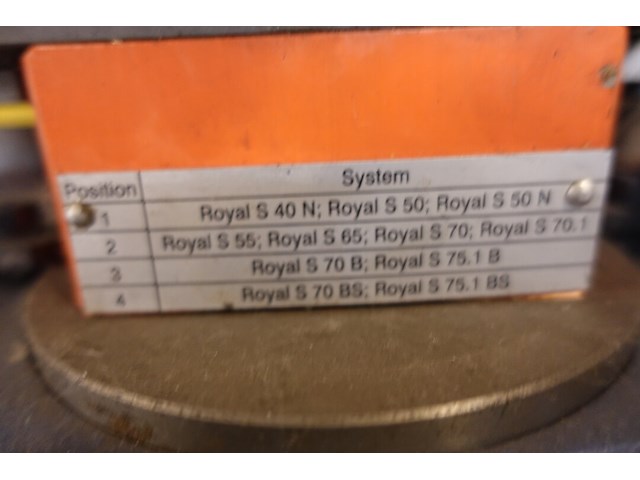 Position System
1 Royal S 40 N; Royal S 50; Royal S 50 N
2 Royal S 55; Royal S 65; Royal S 70; Royal S 70.1
3 Royal S 70 B; Royal S 75.1 B
4 Royal S 70 BS; Royal S 75.1 BS